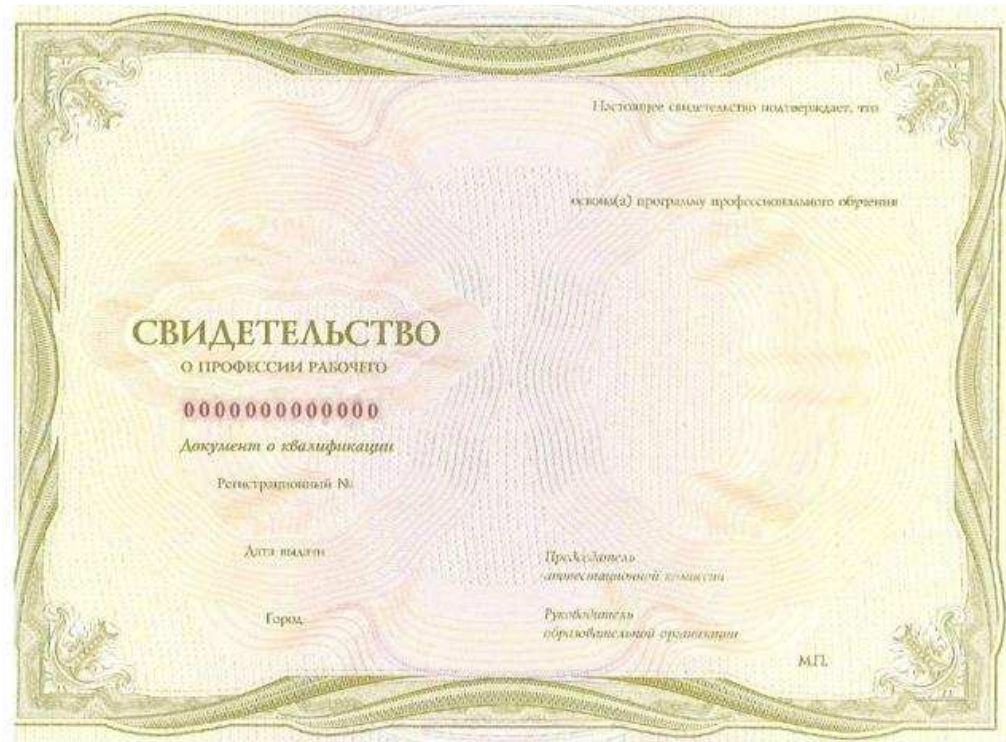 СВИДЕТЕЛЬСТВО
О ПРОФЕССИИ РАБОЧЕГО
0000000000000
Документ о квалификации
Регистрационный №
Дата выдачи
Город
Настоящее свидетельство подтверждает, что
освоил(а) программу профессионального обучения
Председатель
аттестационной комиссии
Руководитель
образовательной организации
М.П.